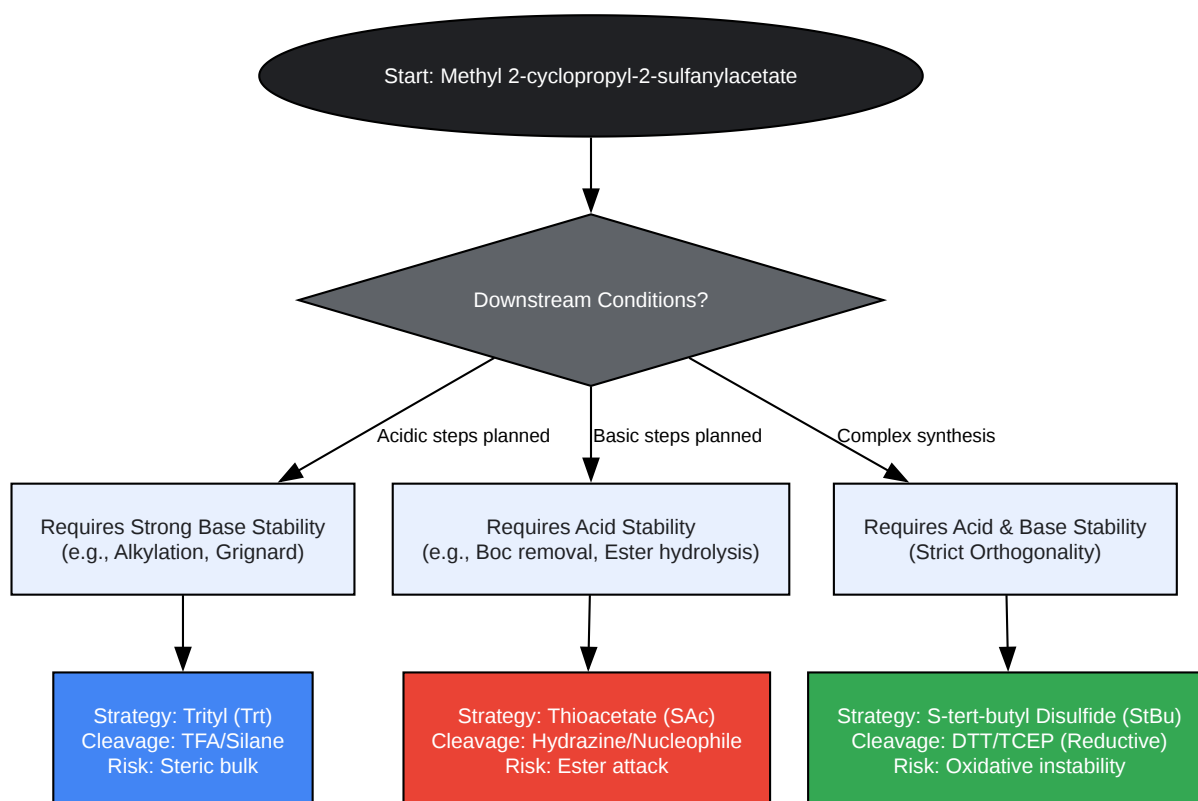 Start: Methyl 2-cyclopropyl-2-sulfanylacetate
Downstream Conditions?
Acidic steps planned
Basic steps planned
Complex synthesis
Requires Strong Base Stability
(e.g., Alkylation, Grignard)
Requires Acid Stability
(e.g., Boc removal, Ester hydrolysis)
Requires Acid & Base Stability
(Strict Orthogonality)
Strategy: Trityl (Trt)
Cleavage: TFA/Silane
Risk: Steric bulk
Strategy: Thioacetate (SAc)
Cleavage: Hydrazine/Nucleophile
Risk: Ester attack
Strategy: S-tert-butyl Disulfide (StBu)
Cleavage: DTT/TCEP (Reductive)
Risk: Oxidative instability